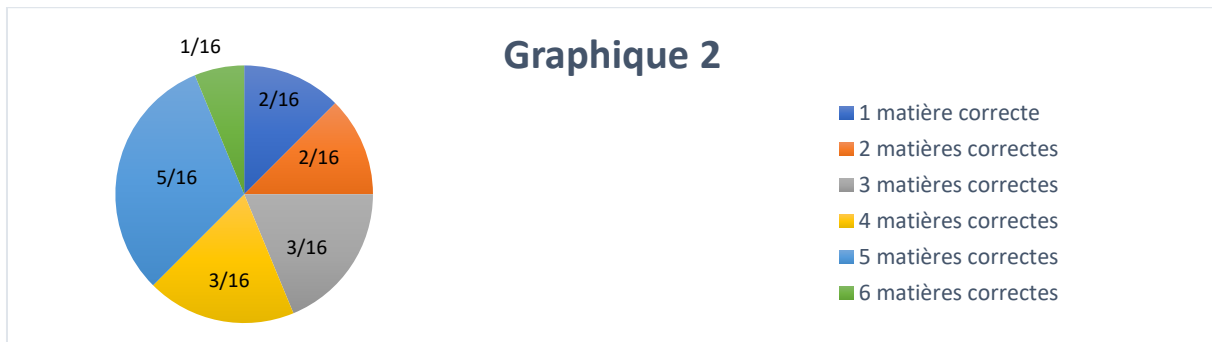 Graphique 2
1/16
2/16
2/16
3/16
3/16
5/16
1 matière correcte
2 matières correctes
3 matières correctes
4 matières correctes
5 matières correctes
6 matières correctes